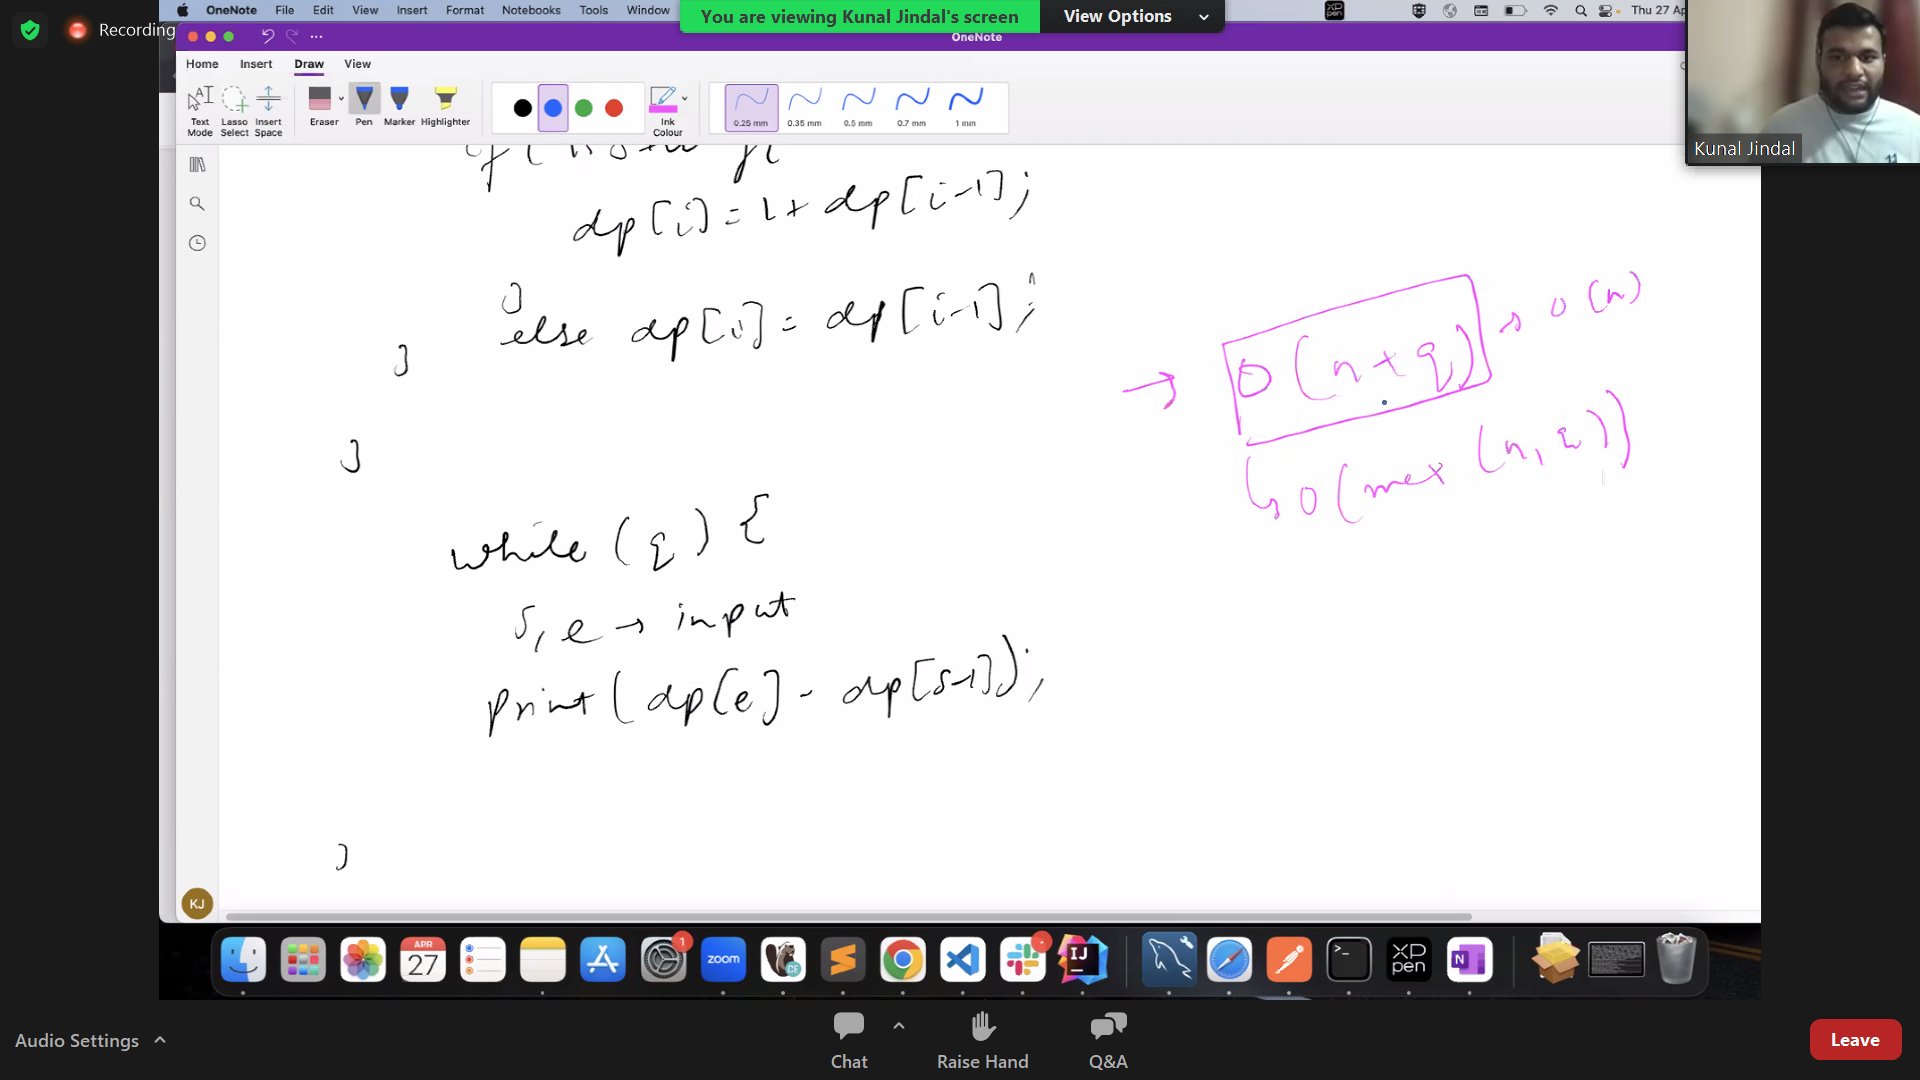 OneNote File Edit View Insert Format Notebooks Tools Window
You are viewing Kunal Jindal's screen View Options
Thu 27 Ap
Recording
OneNote
Home Insert Draw View
Text Mode
Lasso Select
Insert Space
Eraser
Pen
Marker
Highlighter
Ink Colour
0.25 mm
0.35 mm
0.5 mm
0.7 mm
1 mm
Kunal Jindal
dp[i] = 1 + dp[i-1];
}
else dp[i] = dp[i-1];
}
→ O(n+q) → O(n)
↳ O(max(n, q))
}
while (q) {
s, e → input
print(dp[e] - dp[s-1]);
}
KJ
APR
27
1
zoom
CE
IJ
XP
pen
N
Audio Settings
Chat
Raise Hand
Q&A
Leave